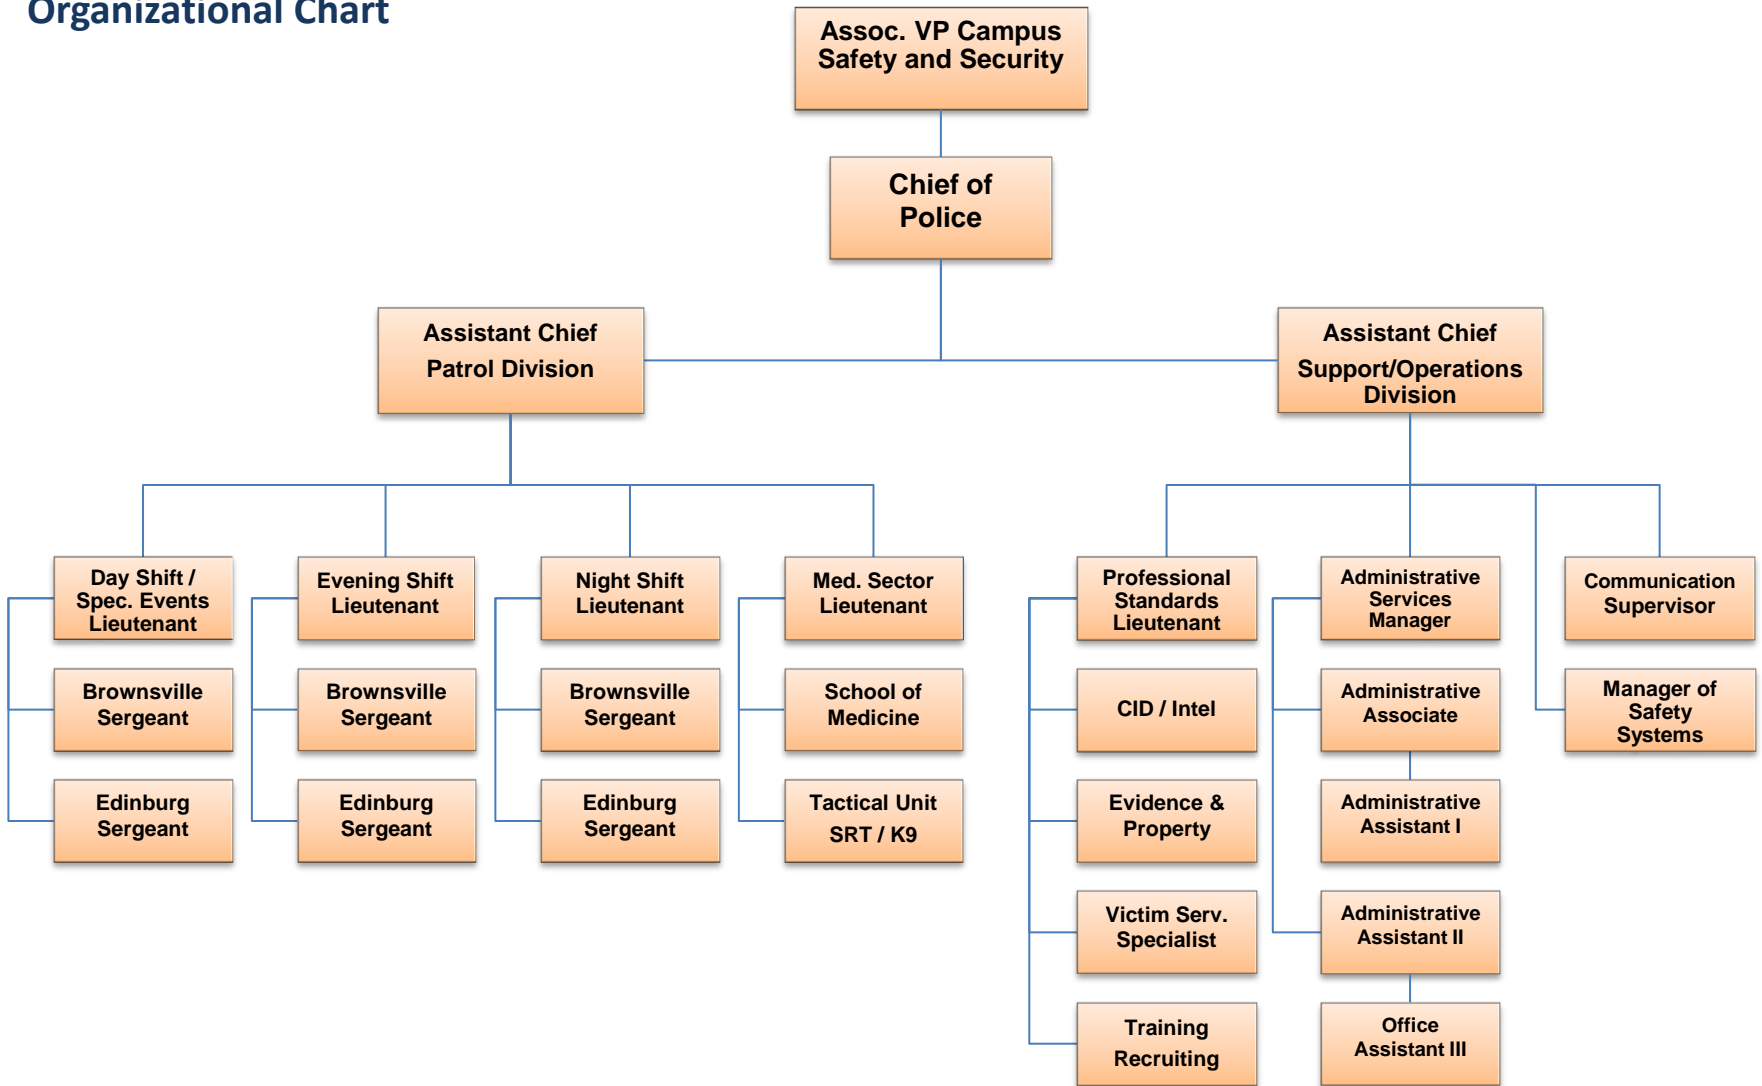 Organizational Chart
Assoc. VP Campus
Safety and Security
Chief of
Police
Assistant Chief
Patrol Division
Assistant Chief
Support/Operations
Division
Day Shift /
Spec. Events
Lieutenant
Brownsville
Sergeant
Edinburg
Sergeant
Evening Shift
Lieutenant
Brownsville
Sergeant
Edinburg
Sergeant
Night Shift
Lieutenant
Brownsville
Sergeant
Edinburg
Sergeant
Med. Sector
Lieutenant
School of
Medicine
Tactical Unit
SRT / K9
Professional
Standards
Lieutenant
CID / Intel
Evidence &
Property
Victim Serv.
Specialist
Training
Recruiting
Administrative
Services
Manager
Administrative
Associate
Administrative
Assistant I
Administrative
Assistant II
Office
Assistant III
Communication
Supervisor
Manager of
Safety
Systems